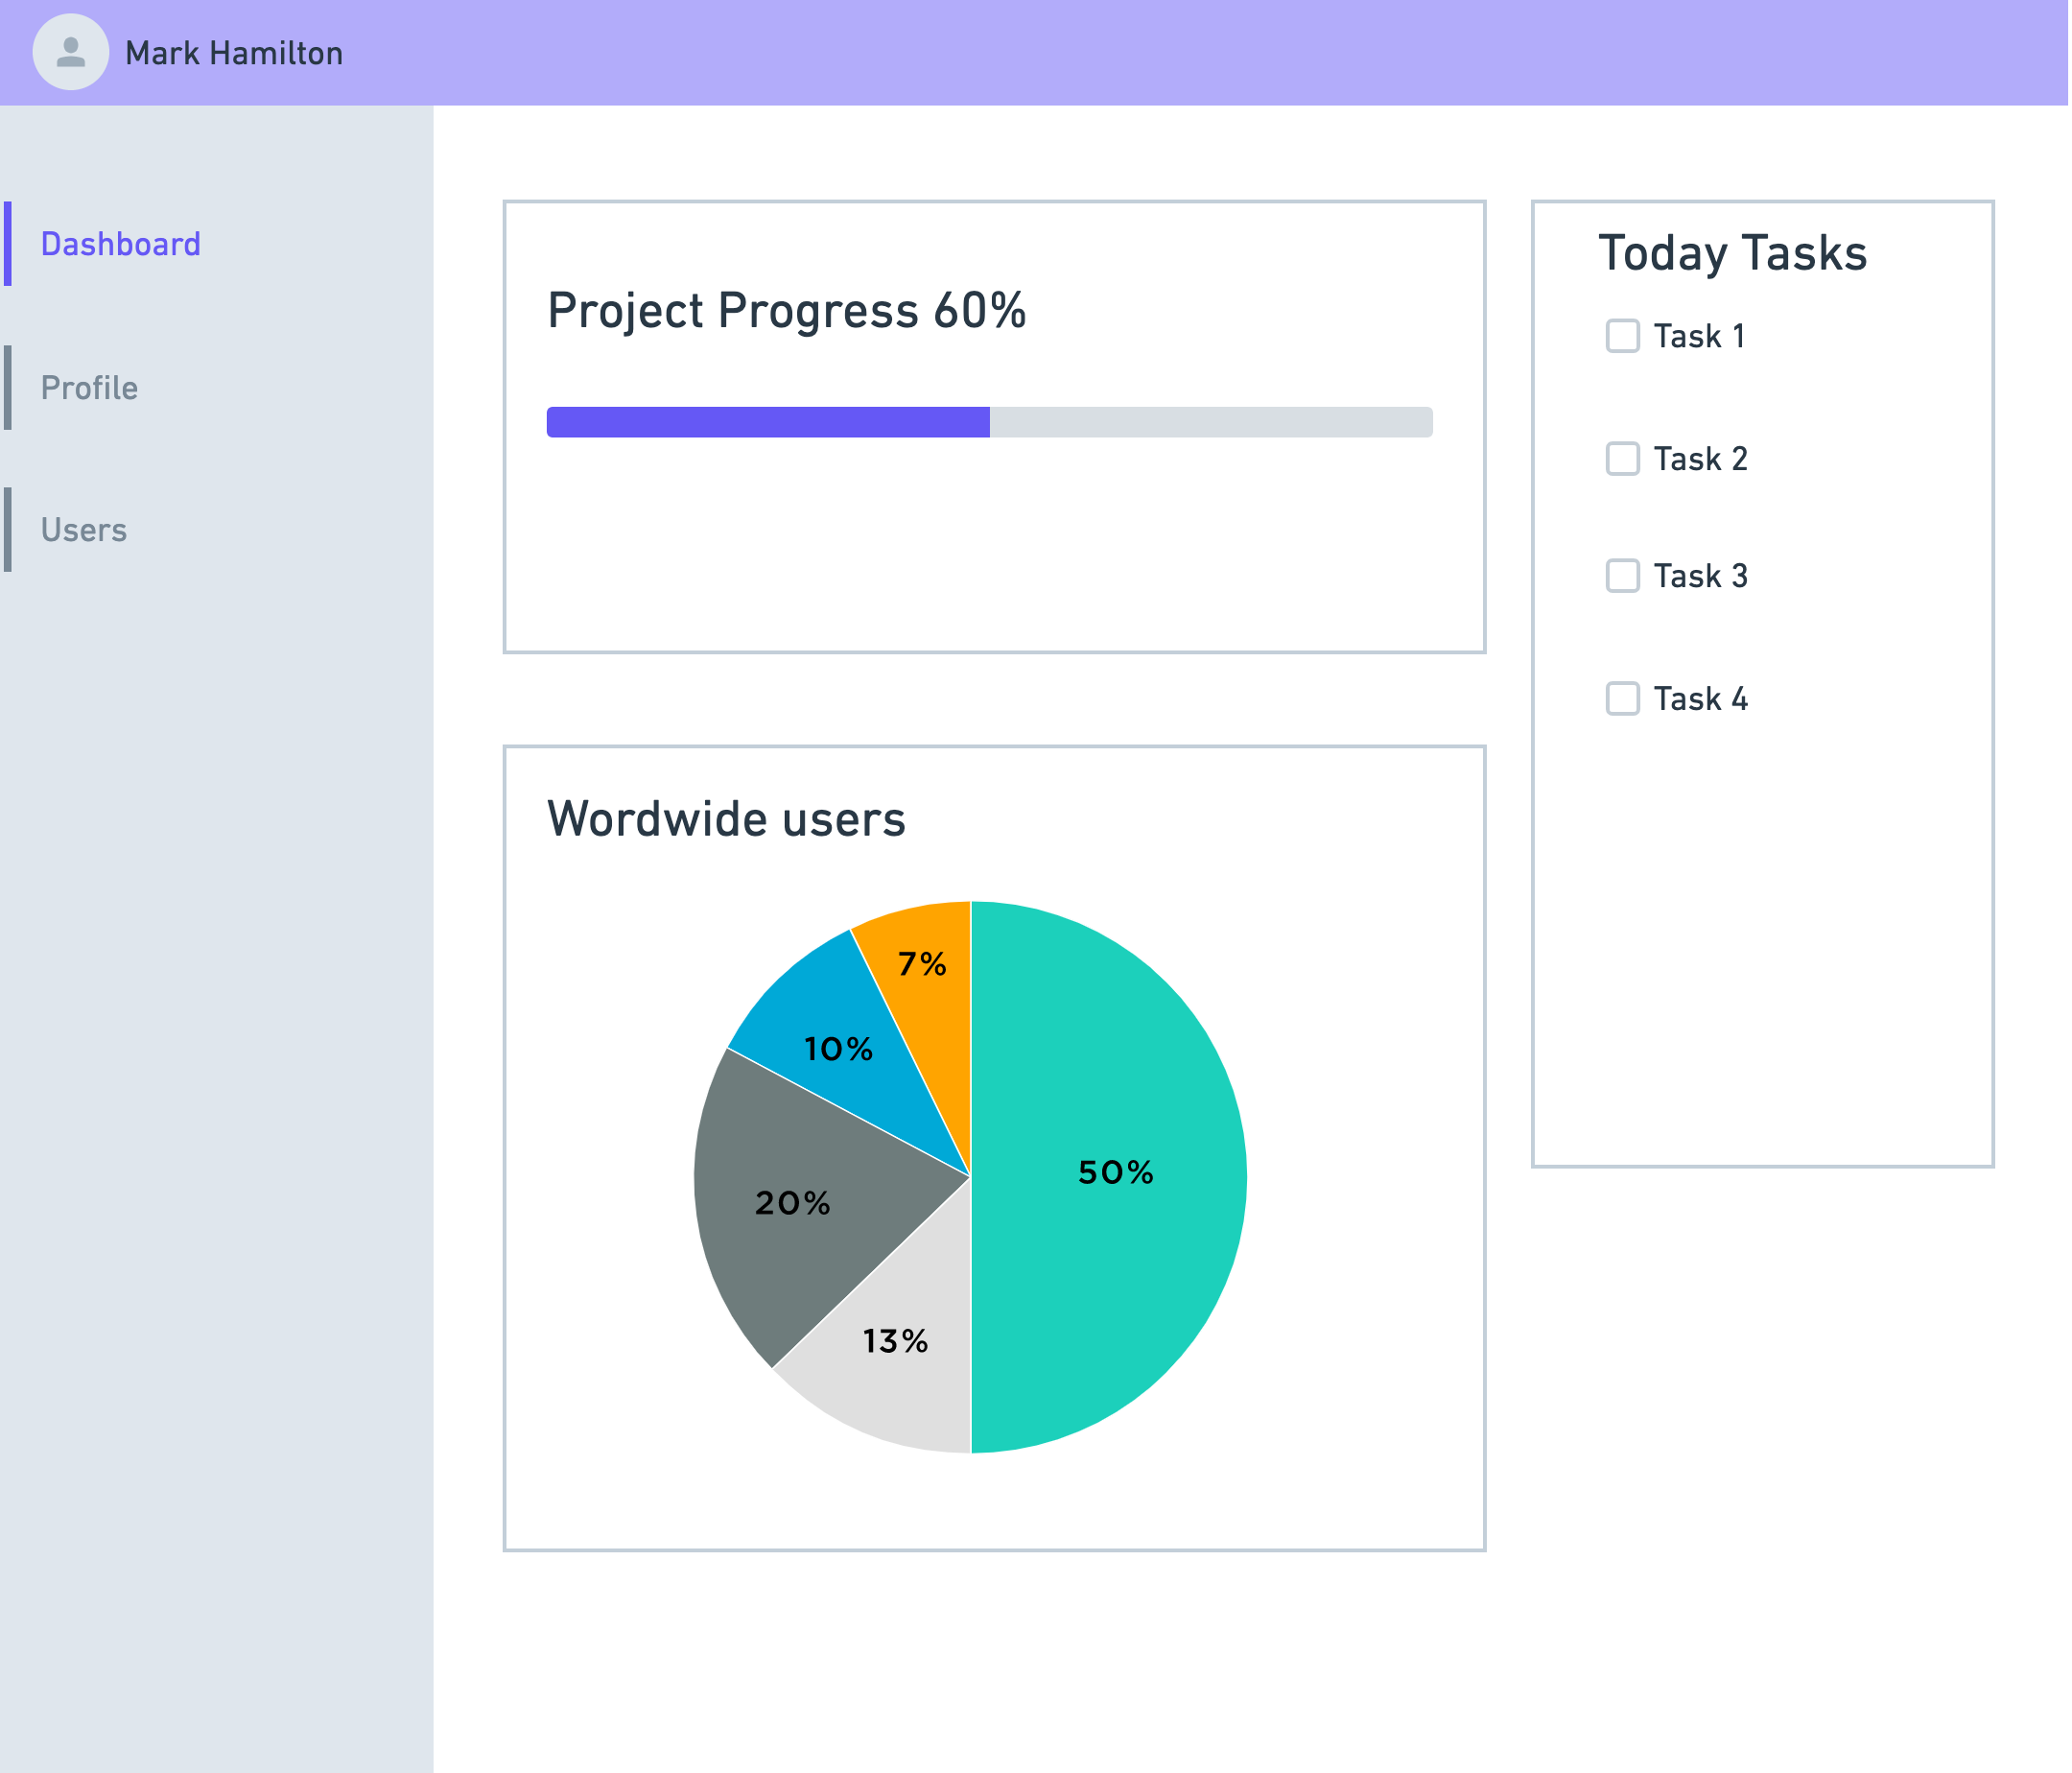 Mark Hamilton
Dashboard
Profile
Users
Project Progress 60%
Today Tasks
Task 1
Task 2
Task 3
Task 4
Wordwide users
7%
10%
50%
20%
13%